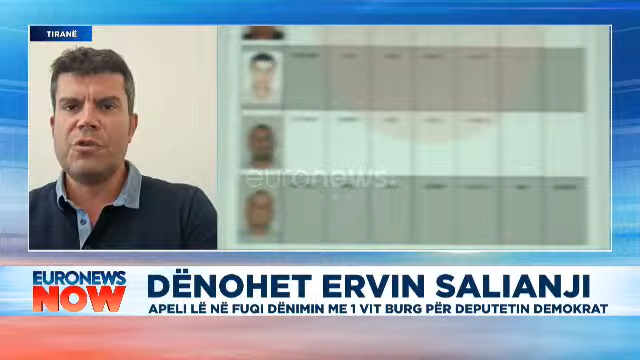 TIRANË
euronews.
EURONEWS
NOW
DËNOHET ERVIN SALIANJI
APELI LË NË FUQI DËNIMIN ME 1 VIT BURG PËR DEPUTETIN DEMOKRAT